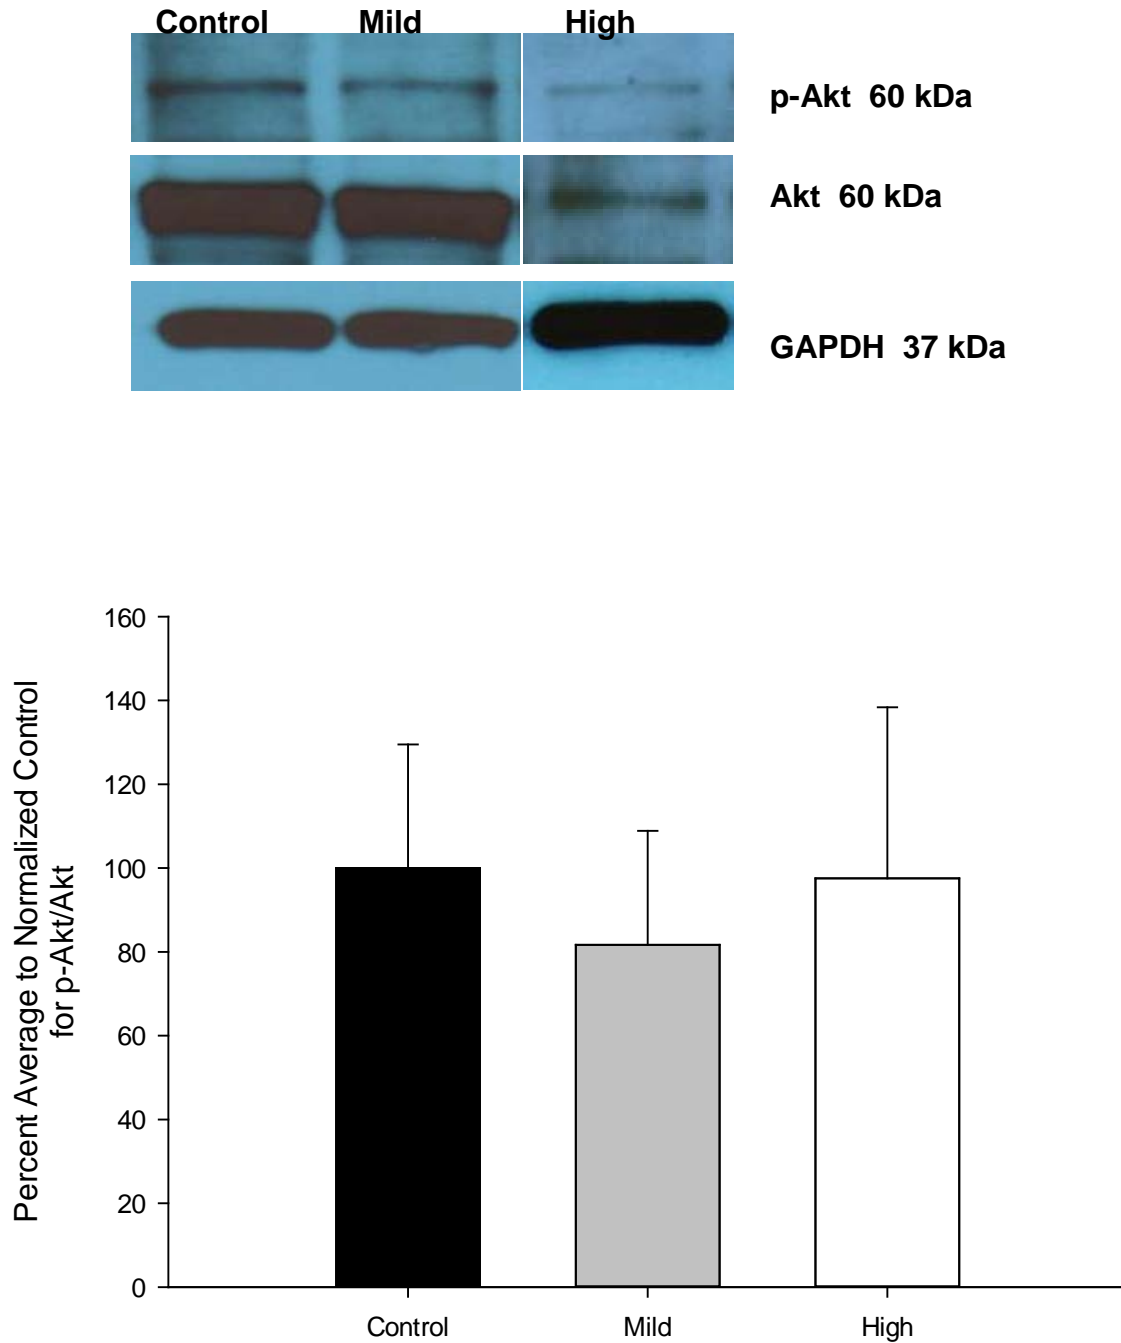 Control Mild High
p-Akt 60 kDa
Akt 60 kDa
GAPDH 37 kDa
Percent Average to Normalized Control
for p-Akt/Akt
160
140
120
100
80
60
40
20
0
Control Mild High